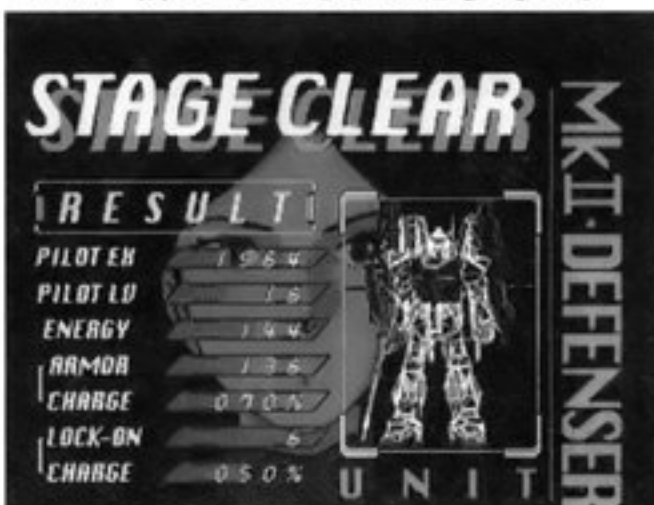 STAGE CLEAR
RESULT
PILOT EX 1964
PILOT LV 16
ENERGY 144
ARMOR 136
CHARGE 070%
LOCK-ON 6
CHARGE 050%
UNIT
MKII·DEFENSER